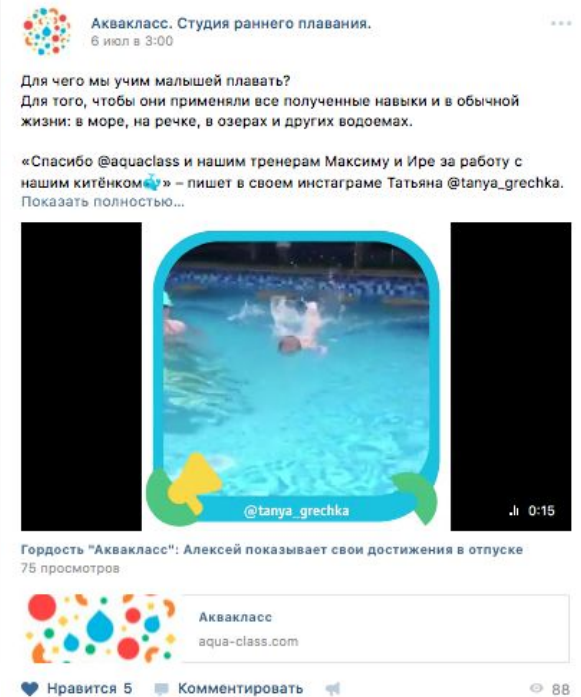 Аквакласс. Студия раннего плавания.
6 июл в 3:00
Для чего мы учим малышей плавать?
Для того, чтобы они применяли все полученные навыки и в обычной
жизни: в море, на речке, в озерах и других водоемах.
«Спасибо @aquaclass и нашим тренерам Максиму и Ире за работу с
нашим китёнком🐳» – пишет в своем инстаграме Татьяна @tanya_grechka.
Показать полностью...
@tanya_grechka
0:15
Гордость "Аквакласс": Алексей показывает свои достижения в отпуске
75 просмотров
Аквакласс
aqua-class.com
Нравится 5 Комментировать 88